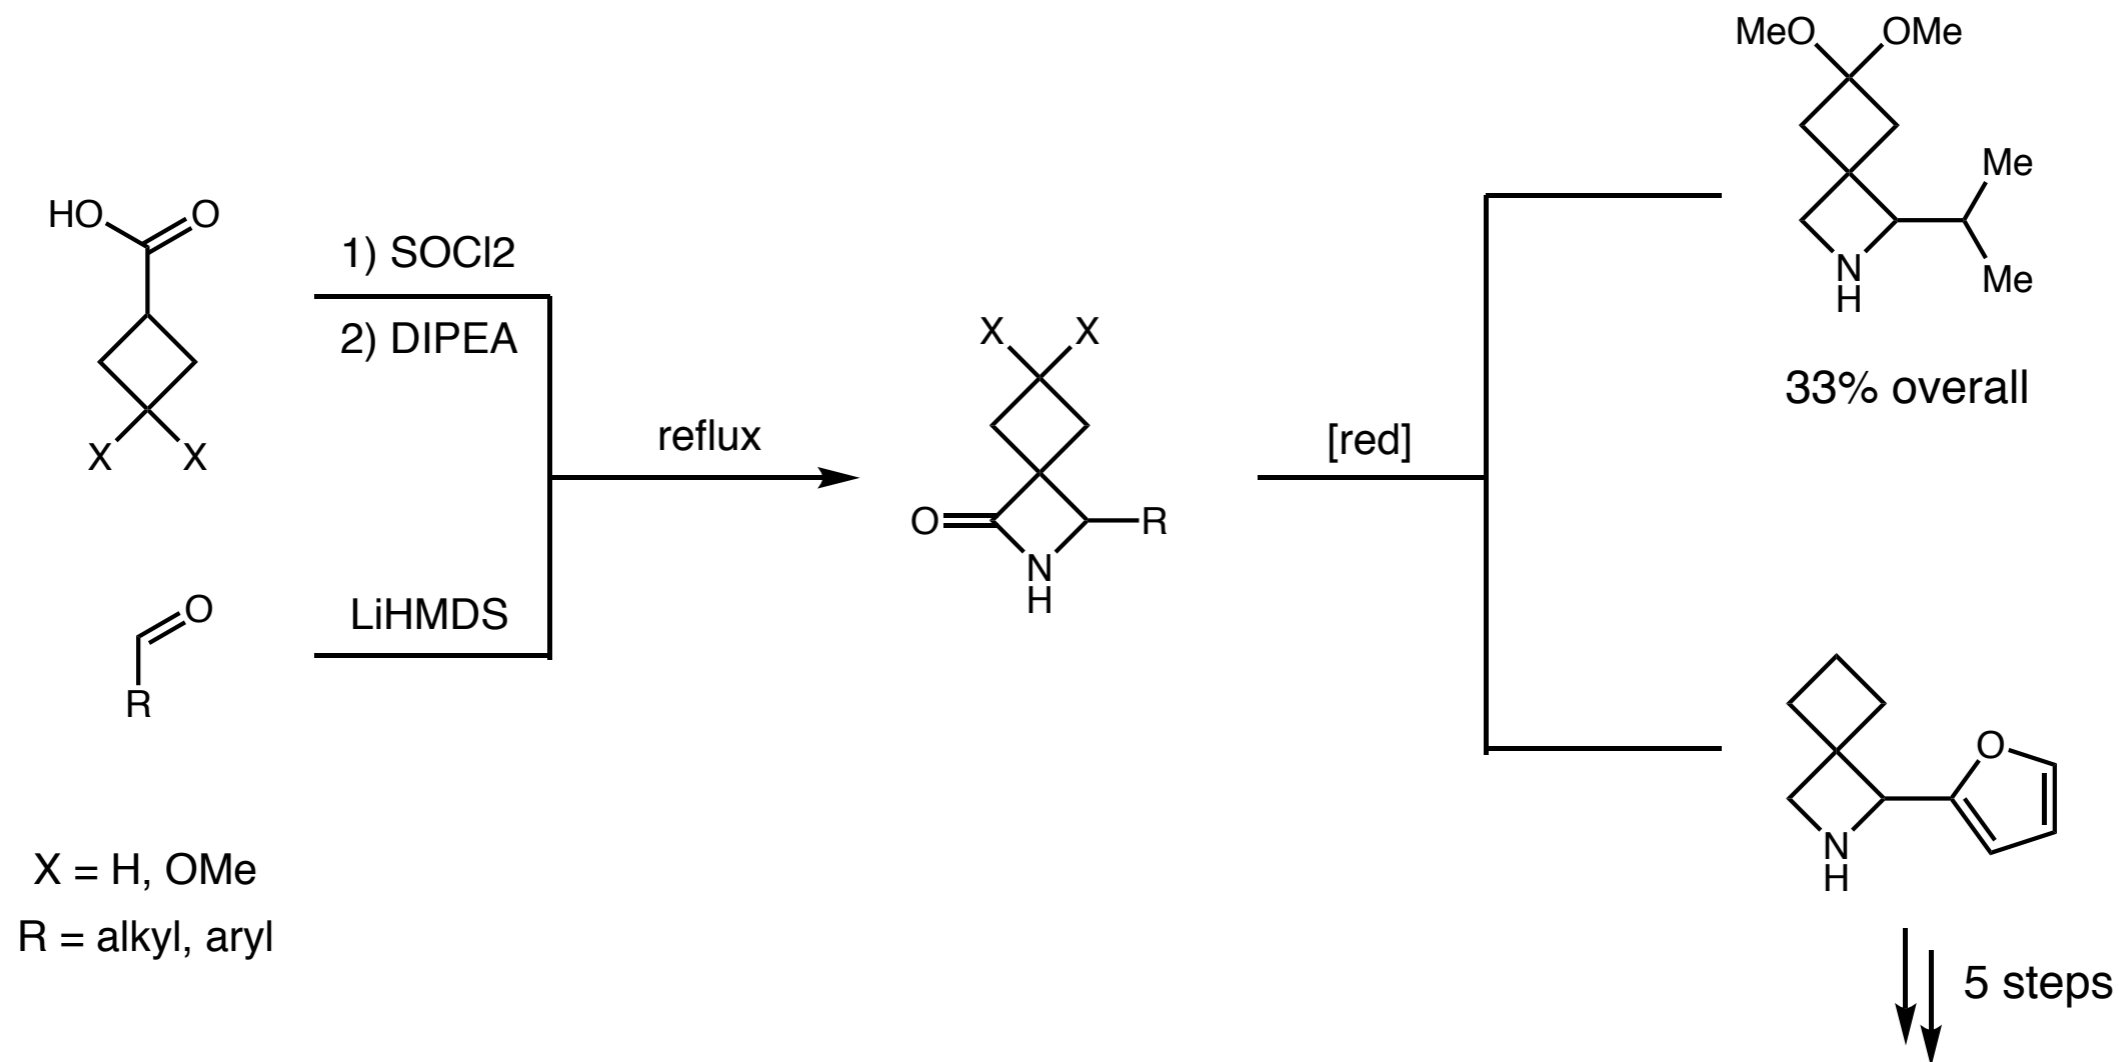 MeO OMe
Me
Me
N
H
33% overall
HO O
X X
1) SOCl2
2) DIPEA
O
R
LiHMDS
reflux
X X
O R
N
H
[red]
O
N
H
X = H, OMe
R = alkyl, aryl
5 steps